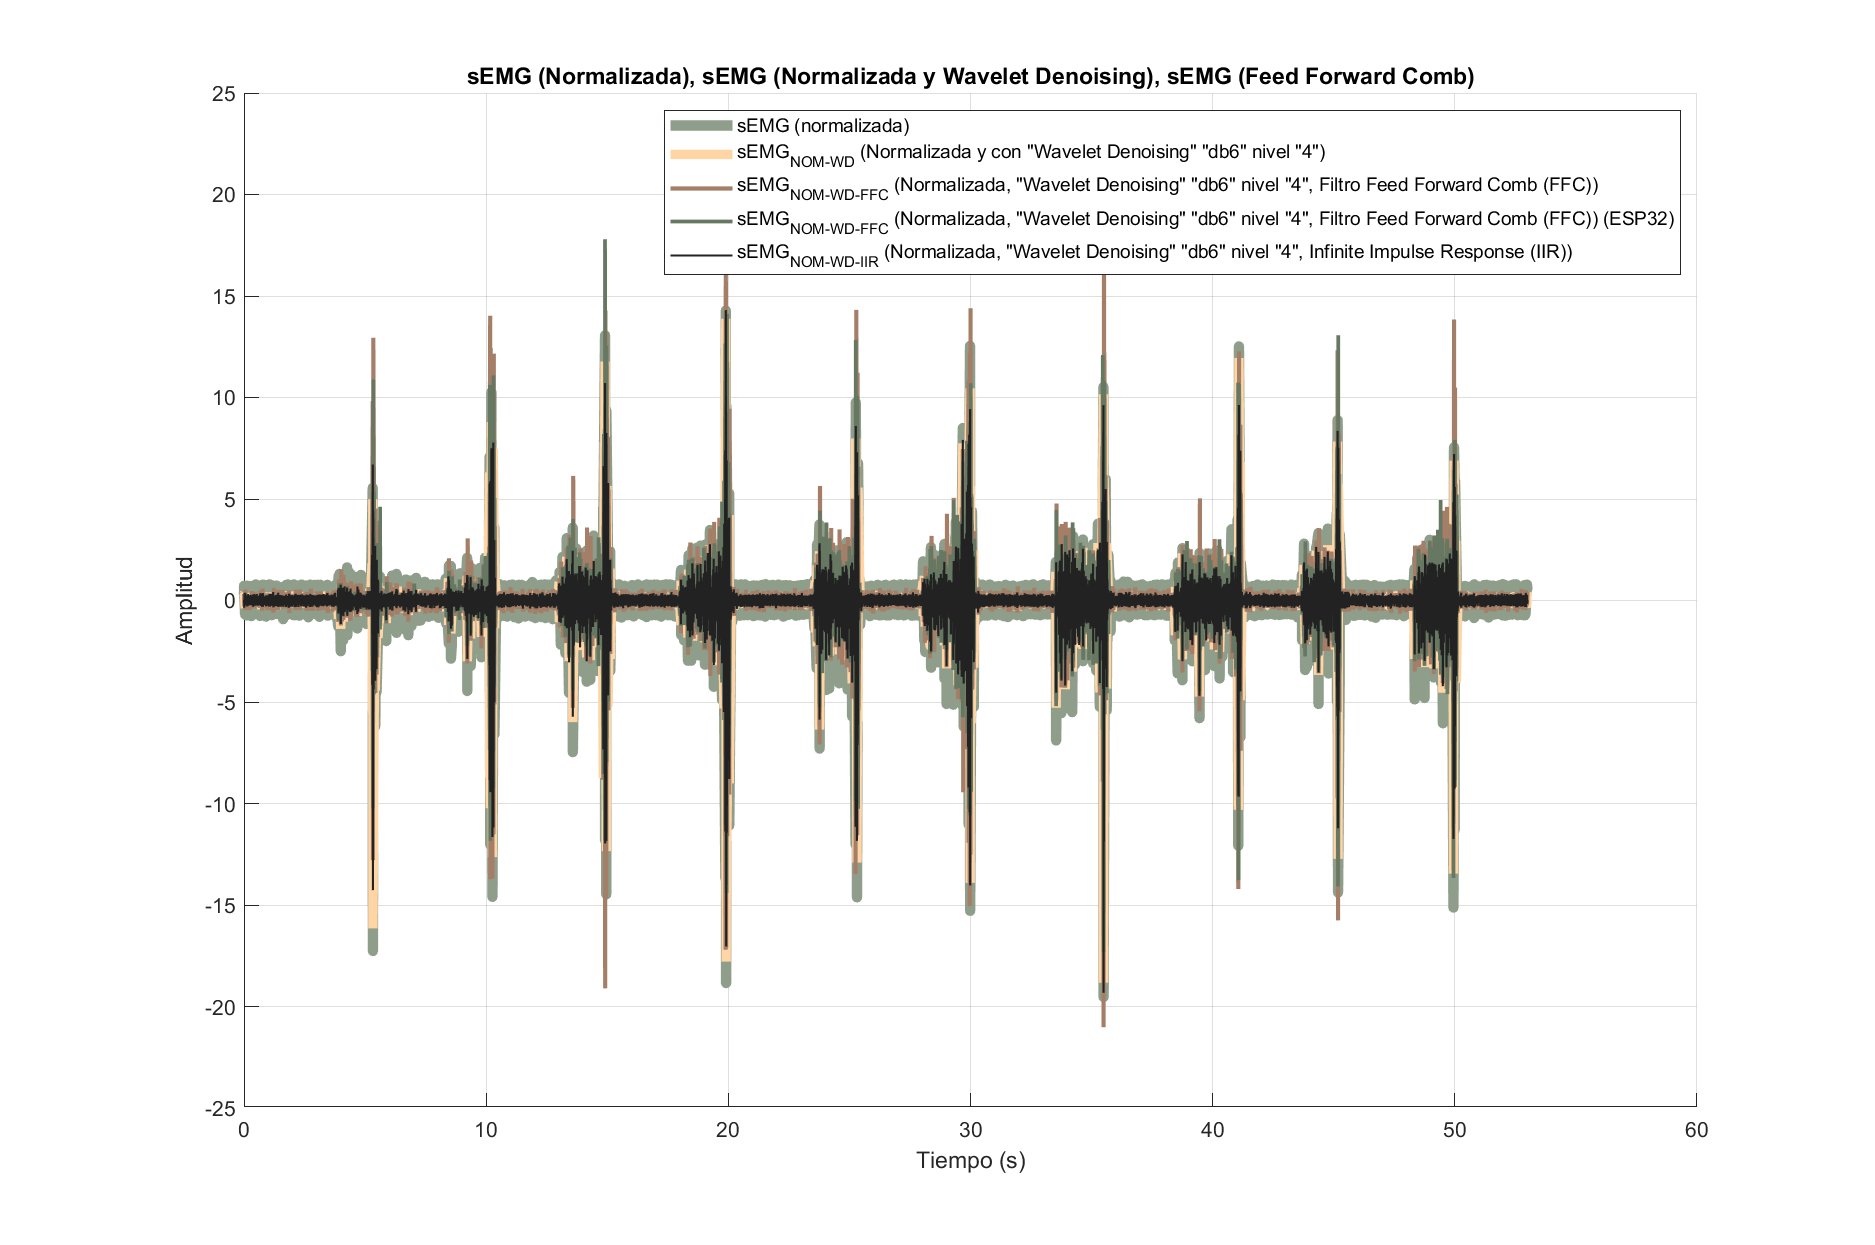 sEMG (Normalizada), sEMG (Normalizada y Wavelet Denoising), sEMG (Feed Forward Comb)
sEMG (normalizada)
sEMG_NOM-WD (Normalizada y con "Wavelet Denoising" "db6" nivel "4")
sEMG_NOM-WD-FFC (Normalizada, "Wavelet Denoising" "db6" nivel "4", Filtro Feed Forward Comb (FFC))
sEMG_NOM-WD-FFC (Normalizada, "Wavelet Denoising" "db6" nivel "4", Filtro Feed Forward Comb (FFC)) (ESP32)
sEMG_NOM-WD-IIR (Normalizada, "Wavelet Denoising" "db6" nivel "4", Infinite Impulse Response (IIR))
25
20
15
10
5
0
-5
-10
-15
-20
-25
Amplitud
0 10 20 30 40 50 60
Tiempo (s)